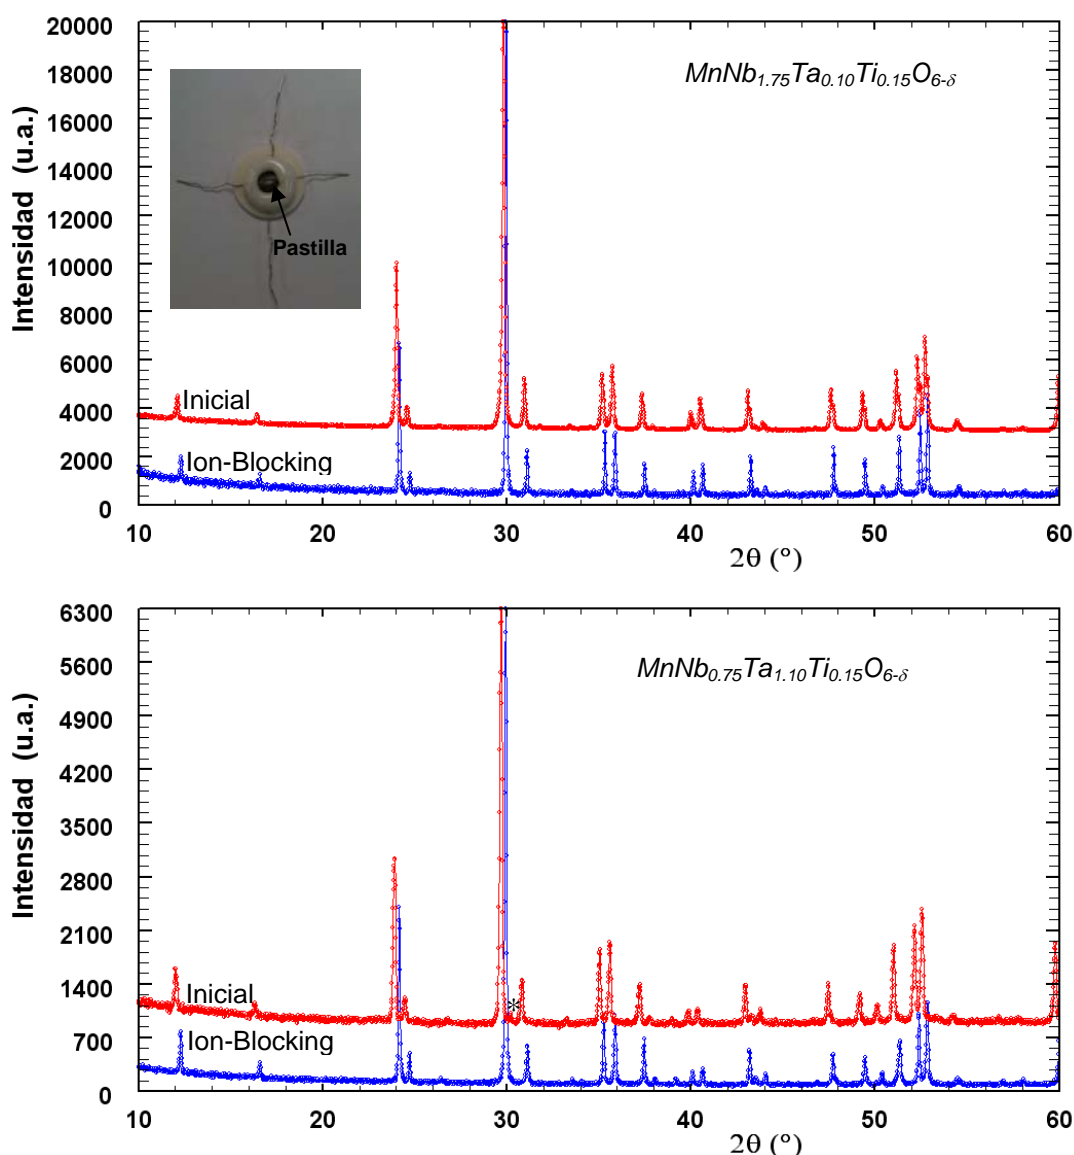 20000
MnNb1.75Ta0.10Ti0.15O6-δ
18000
16000
14000
12000
Pastilla
10000
8000
6000
Inicial
4000
Ion-Blocking
2000
0
10 20 30 40 50 60
2θ (°)
Intensidad (u.a.)
6300
MnNb0.75Ta1.10Ti0.15O6-δ
5600
4900
4200
3500
2800
2100
1400
Inicial
*
700
Ion-Blocking
0
10 20 30 40 50 60
2θ (°)
Intensidad (u.a.)